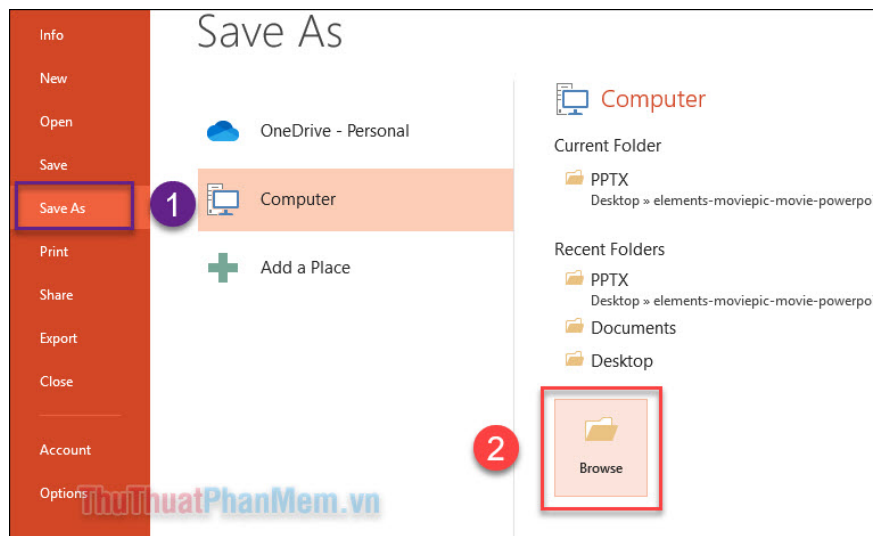 Save As
Info
New
Open
Save
Save As
Print
Share
Export
Close
Account
Options
1
OneDrive - Personal
Computer
Add a Place
Computer
Current Folder
PPTX
Desktop » elements-moviepic-movie-powerpo
Recent Folders
PPTX
Desktop » elements-moviepic-movie-powerpo
Documents
Desktop
2
Browse
ThuThuatPhanMem.vn